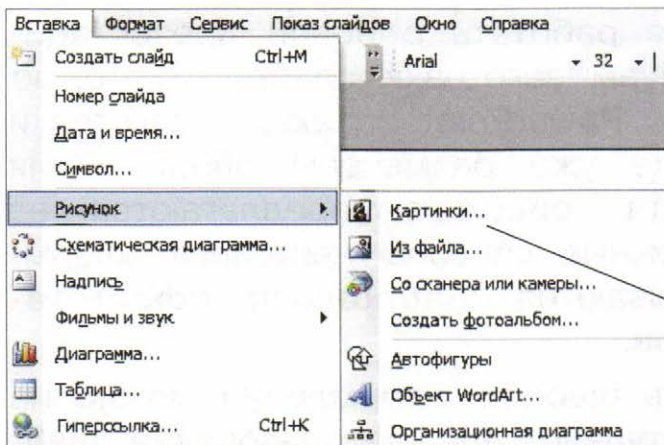 Вставка Формат Сервис Показ слайдов Окно Справка
Создать слайд Ctrl+M
Arial 32
Номер слайда
Дата и время...
Символ...
Рисунок
Картинки...
Схематическая диаграмма...
Из файла...
Надпись
Со сканера или камеры...
Фильмы и звук
Создать фотоальбом...
Диаграмма...
Автофигуры
Таблица...
Объект WordArt...
Гиперссылка... Ctrl+K
Организационная диаграмма